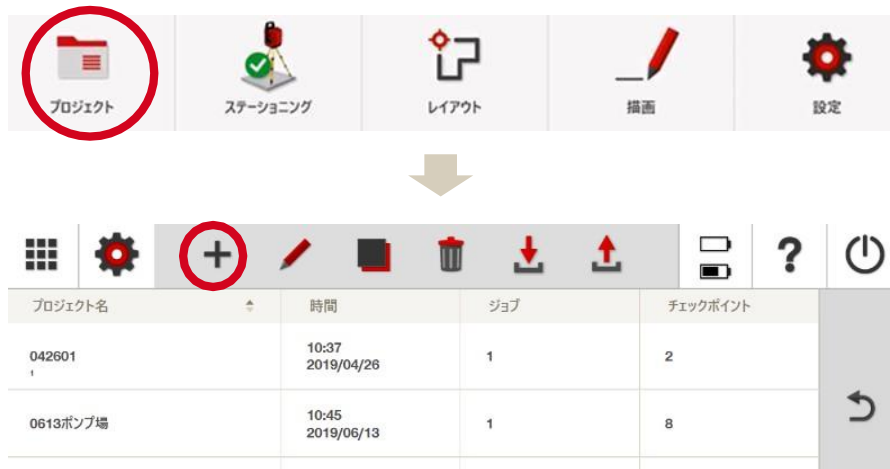 プロジェクト
ステーショニング
レイアウト
描画
設定
?
プロジェクト名
時間
ジョブ
チェックポイント
042601
1
10:37
2019/04/26
1
2
0613ポンプ場
10:45
2019/06/13
1
8